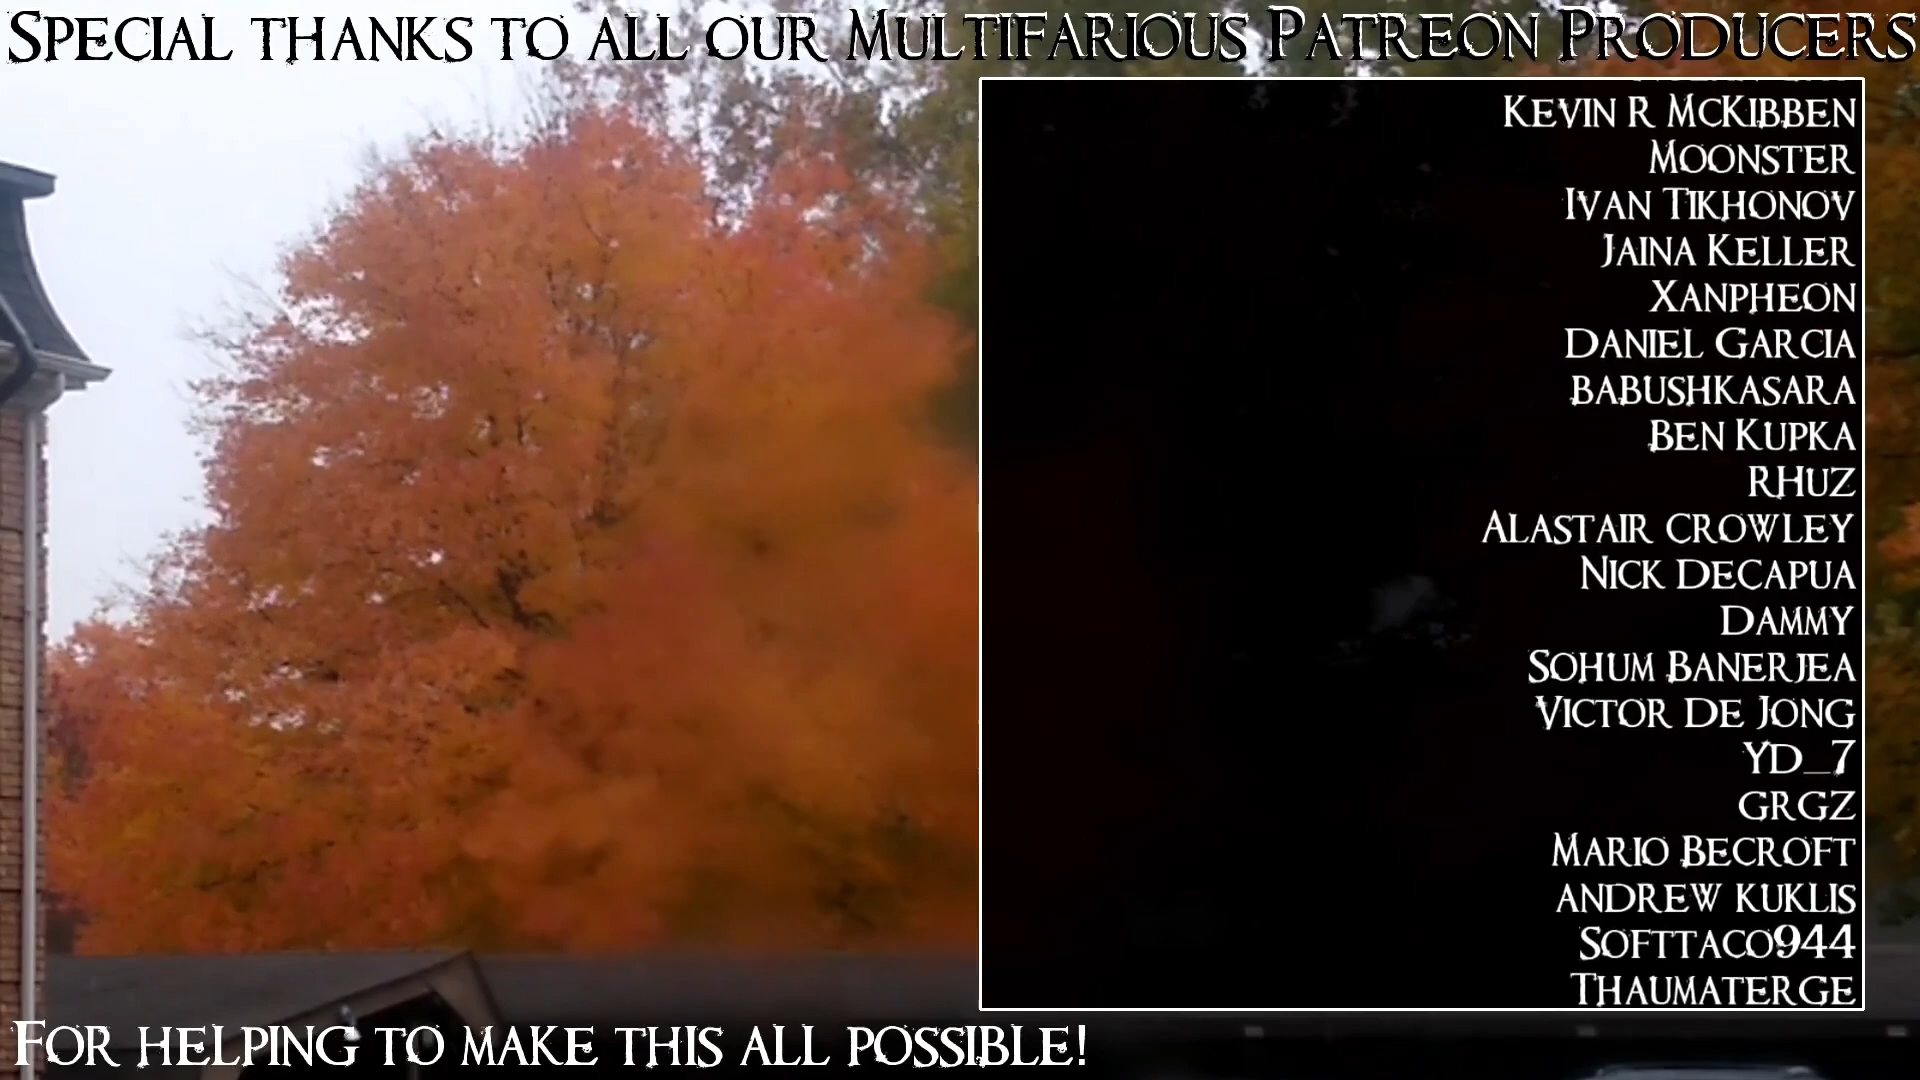 Special thanks to all our Multifarious Patreon Producers
Kevin R McKibben
Moonster
Ivan Tikhonov
Jaina Keller
Xanpheon
Daniel Garcia
babushkasara
Ben Kupka
RHuz
Alastair Crowley
Nick Decapua
Dammy
Sohum Banerjea
Victor De Jong
YD_7
grgz
Mario Becroft
andrew kuklis
Softtaco944
Thaumaterge
For helping to make this all possible!